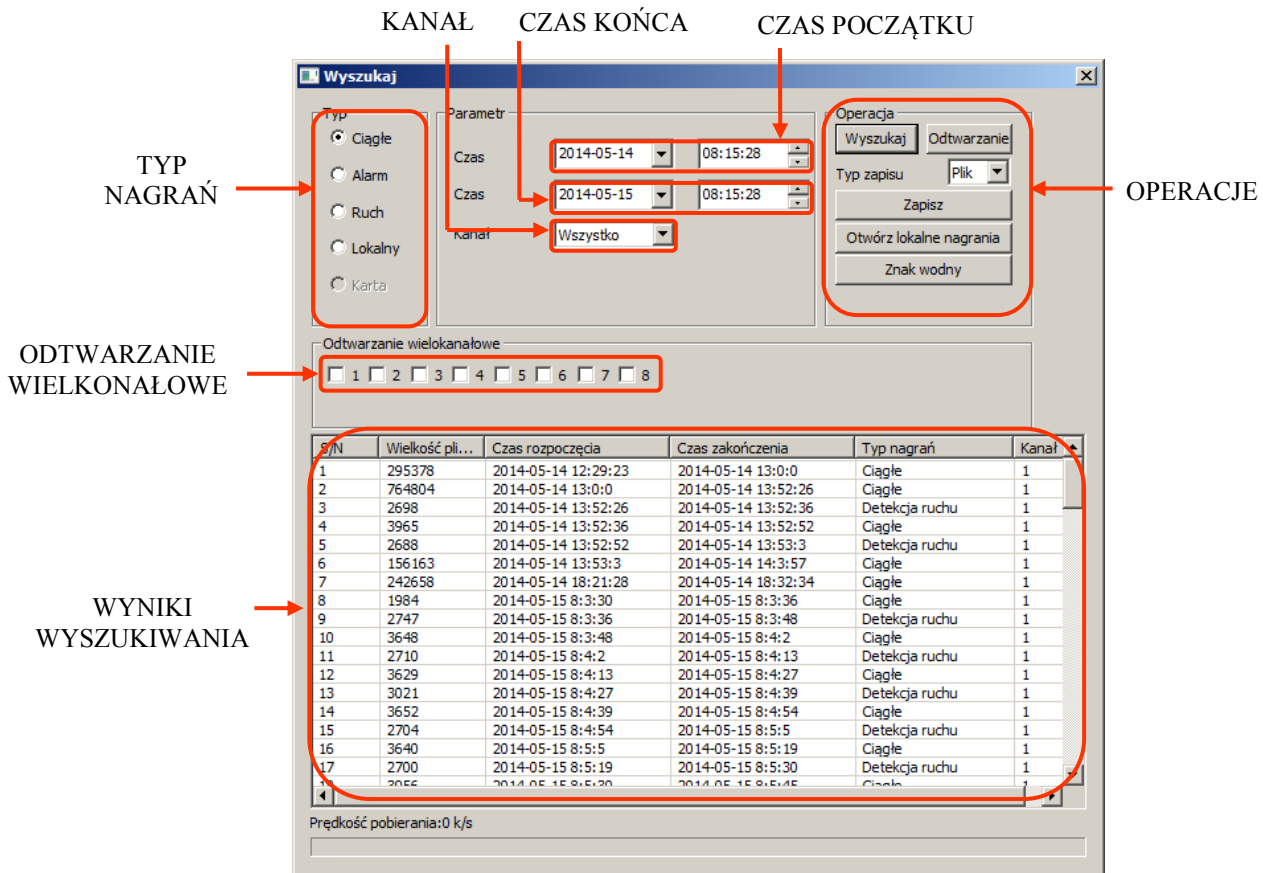 KANAŁ CZAS KOŃCA CZAS POCZĄTKU
Wyszukaj
TYP
NAGRAŃ
Typ
Ciągłe
Alarm
Ruch
Lokalny
Karta
Parametr
Czas 2014-05-14 08:15:28
Czas 2014-05-15 08:15:28
Kanał Wszystko
Operacja
Wyszukaj Odtwarzanie
Typ zapisu Plik
Zapisz
Otwórz lokalne nagrania
Znak wodny
OPERACJE
ODTWARZANIE
WIELKONAŁOWE
Odtwarzanie wielokanałowe
1 2 3 4 5 6 7 8
WYNIKI
WYSZUKIWANIA
S/N Wielkość pli... Czas rozpoczęcia Czas zakończenia Typ nagrań Kanał
1 295378 2014-05-14 12:29:23 2014-05-14 13:0:0 Ciągłe 1
2 764804 2014-05-14 13:0:0 2014-05-14 13:52:26 Ciągłe 1
3 2698 2014-05-14 13:52:26 2014-05-14 13:52:36 Detekcja ruchu 1
4 3965 2014-05-14 13:52:36 2014-05-14 13:52:52 Ciągłe 1
5 2688 2014-05-14 13:52:52 2014-05-14 13:53:3 Detekcja ruchu 1
6 156163 2014-05-14 13:53:3 2014-05-14 14:3:57 Ciągłe 1
7 242658 2014-05-14 18:21:28 2014-05-14 18:32:34 Ciągłe 1
8 1984 2014-05-15 8:3:30 2014-05-15 8:3:36 Ciągłe 1
9 2747 2014-05-15 8:3:36 2014-05-15 8:3:48 Detekcja ruchu 1
10 3648 2014-05-15 8:3:48 2014-05-15 8:4:2 Ciągłe 1
11 2710 2014-05-15 8:4:2 2014-05-15 8:4:13 Detekcja ruchu 1
12 3629 2014-05-15 8:4:13 2014-05-15 8:4:27 Ciągłe 1
13 3021 2014-05-15 8:4:27 2014-05-15 8:4:39 Detekcja ruchu 1
14 3652 2014-05-15 8:4:39 2014-05-15 8:4:54 Ciągłe 1
15 2704 2014-05-15 8:4:54 2014-05-15 8:5:5 Detekcja ruchu 1
16 3640 2014-05-15 8:5:5 2014-05-15 8:5:19 Ciągłe 1
17 2700 2014-05-15 8:5:19 2014-05-15 8:5:30 Detekcja ruchu 1
Prędkość pobierania:0 k/s